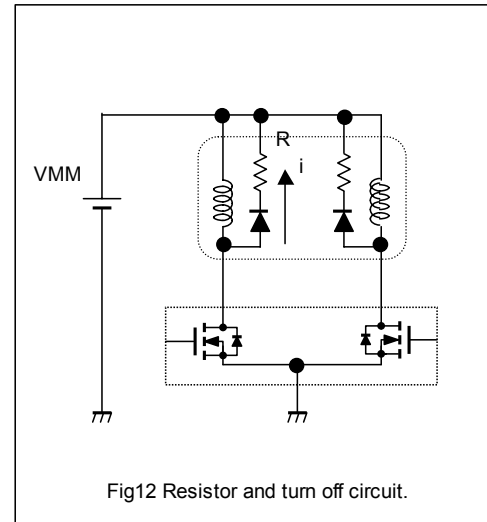 R
i
VMM
Fig12 Resistor and turn off circuit.